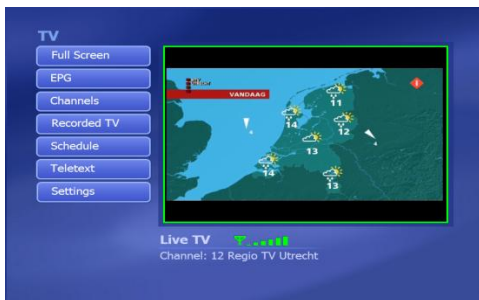 TV
Full Screen
EPG
Channels
Recorded TV
Schedule
Teletext
Settings
VANDAAG
11
14
12
13
14
13
Live TV
Channel: 12 Regio TV Utrecht